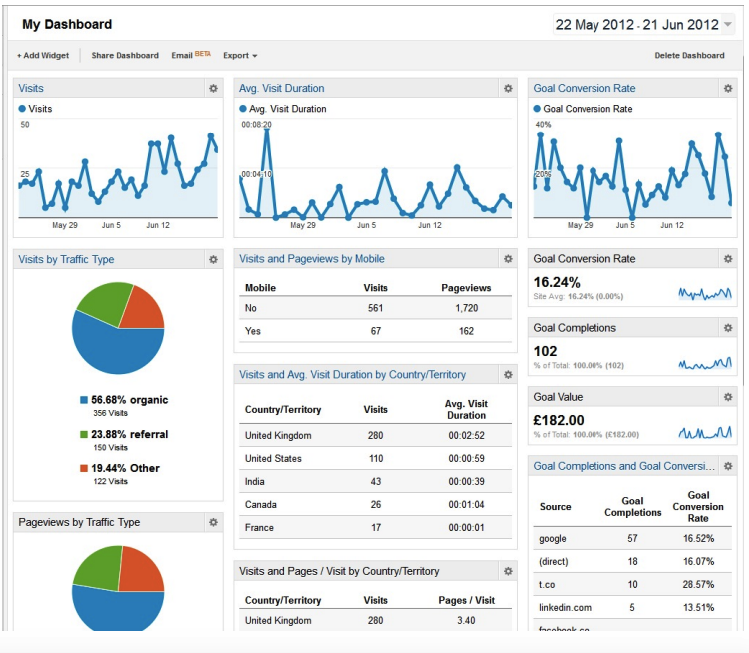 My Dashboard
22 May 2012 - 21 Jun 2012
+ Add Widget Share Dashboard Email BETA Export
Delete Dashboard
Visits
Visits
50
25
May 29 Jun 5 Jun 12
Visits by Traffic Type
56.68% organic
356 Visits
23.88% referral
150 Visits
19.44% Other
122 Visits
Pageviews by Traffic Type
Avg. Visit Duration
Avg. Visit Duration
00:08:20
00:04:10
May 29 Jun 5 Jun 12
Visits and Pageviews by Mobile
Mobile Visits Pageviews
No 561 1,720
Yes 67 162
Visits and Avg. Visit Duration by Country/Territory
Country/Territory Visits Avg. Visit
Duration
United Kingdom 280 00:02:52
United States 110 00:00:59
India 43 00:00:39
Canada 26 00:01:04
France 17 00:00:01
Visits and Pages / Visit by Country/Territory
Country/Territory Visits Pages / Visit
United Kingdom 280 3.40
Goal Conversion Rate
Goal Conversion Rate
40%
20%
May 29 Jun 5 Jun 12
Goal Conversion Rate
16.24%
Site Avg: 16.24% (0.00%)
Goal Completions
102
% of Total: 100.00% (102)
Goal Value
£182.00
% of Total: 100.00% (£182.00)
Goal Completions and Goal Conversi...
Source Goal
Completions Goal
Conversion
Rate
google 57 16.52%
(direct) 18 16.07%
t.co 10 28.57%
linkedin.com 5 13.51%